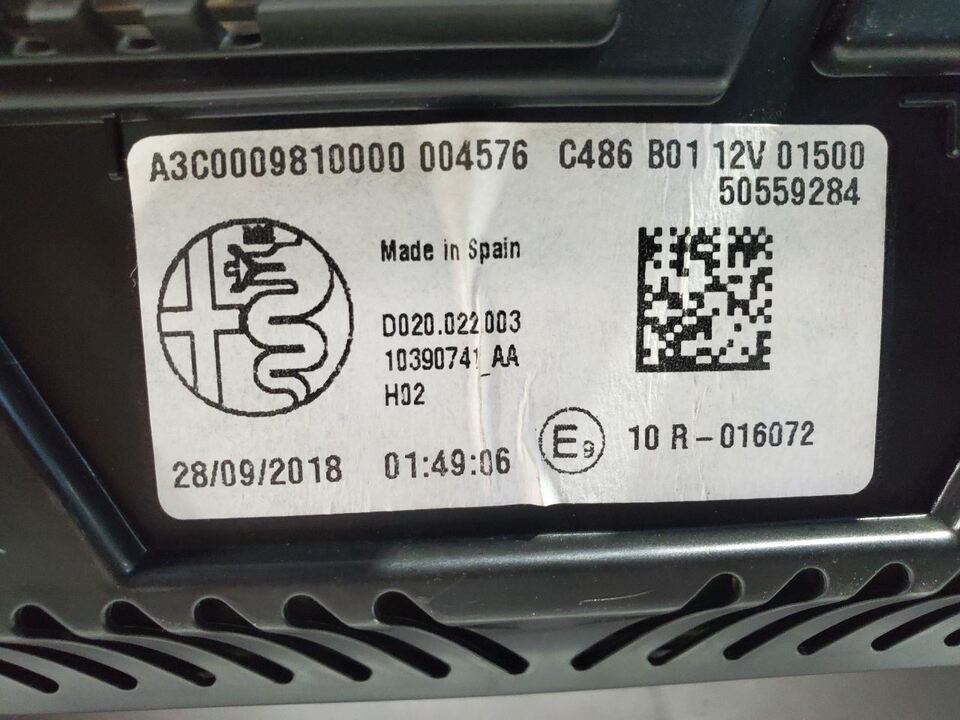 A3C0009810000 004576 C486 B01 12V 01500
50559284
Made in Spain
D020.022.003
10390741_AA
H02
28/09/2018 01:49:06 E9 10 R-016072